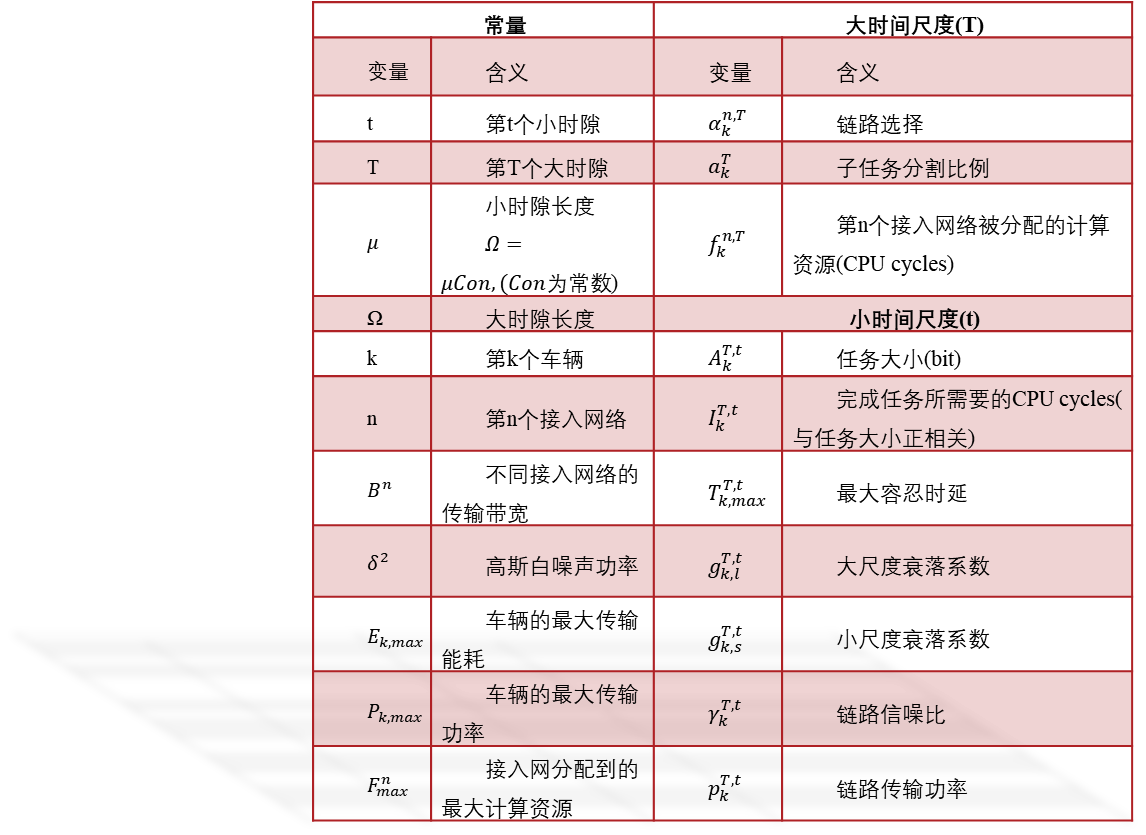 常量 大时间尺度(T)
变量 含义 变量 含义
t 第t个小时隙 $\alpha_k^{n,T}$ 链路选择
T 第T个大时隙 $a_k^T$ 子任务分割比例
μ 小时隙长度
Ω =
μCon, (Con为常数)
$f_k^{n,T}$ 第n个接入网络被分配的计算
资源(CPU cycles)
Ω 大时隙长度 小时间尺度(t)
k 第k个车辆 $A_k^{T,t}$ 任务大小(bit)
n 第n个接入网络 $I_k^{T,t}$ 完成任务所需要的CPU cycles(
与任务大小正相关)
$B^n$ 不同接入网络的
传输带宽
$T_{k,max}^{T,t}$ 最大容忍时延
$\delta^2$ 高斯白噪声功率 $g_{k,l}^{T,t}$ 大尺度衰落系数
$E_{k,max}$ 车辆的最大传输
能耗
$g_{k,s}^{T,t}$ 小尺度衰落系数
$P_{k,max}$ 车辆的最大传输
功率
$\gamma_k^{T,t}$ 链路信噪比
$F_{max}^n$ 接入网分配到的
最大计算资源
$p_k^{T,t}$ 链路传输功率